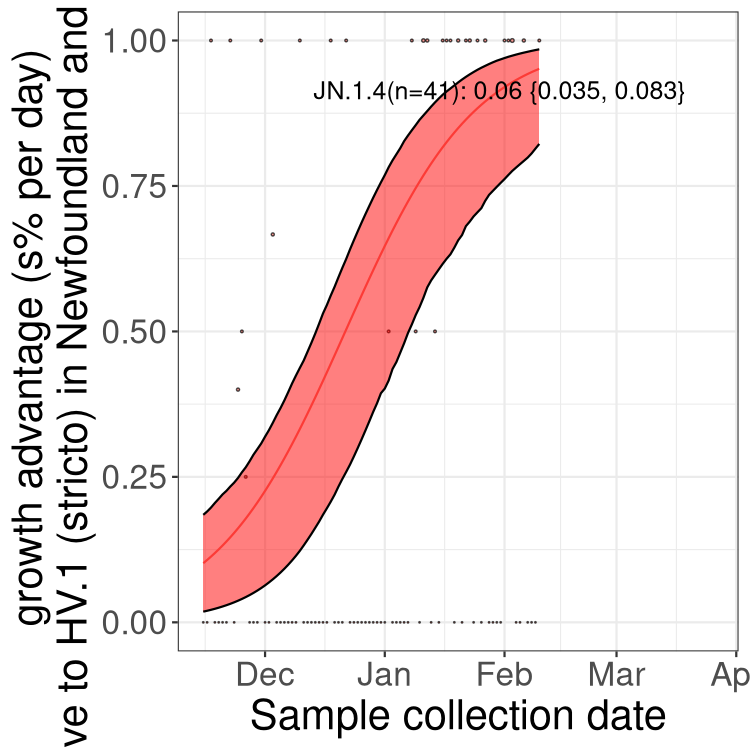 growth advantage (s% per day)
ve to HV.1 (stricto) in Newfoundland and
1.00
0.75
0.50
0.25
0.00
JN.1.4(n=41): 0.06 {0.035, 0.083}
Dec Jan Feb Mar Ap
Sample collection date